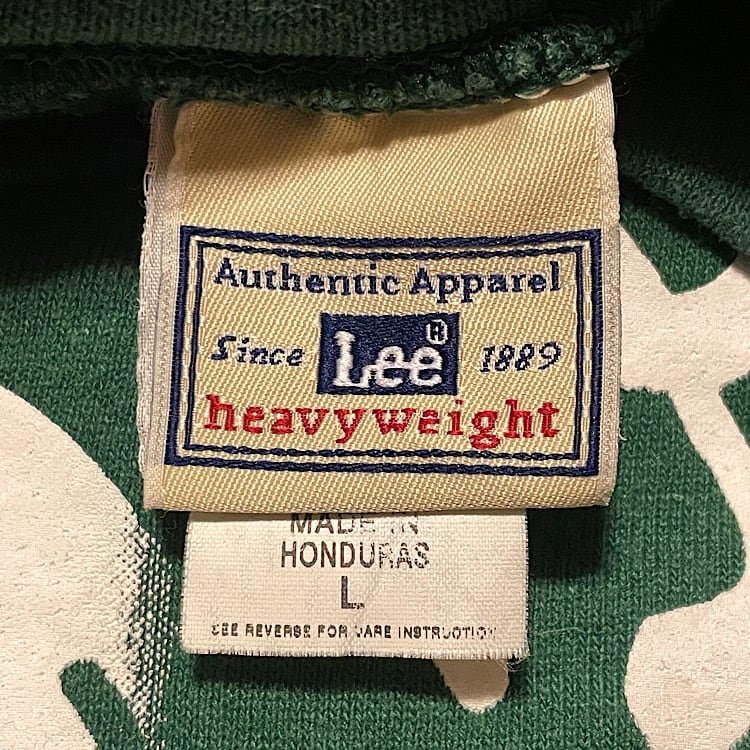 Authentic Apparel
Since Lee® 1889
heavyweight
MADE IN
HONDURAS
L
SEE REVERSE FOR CARE INSTRUCTION